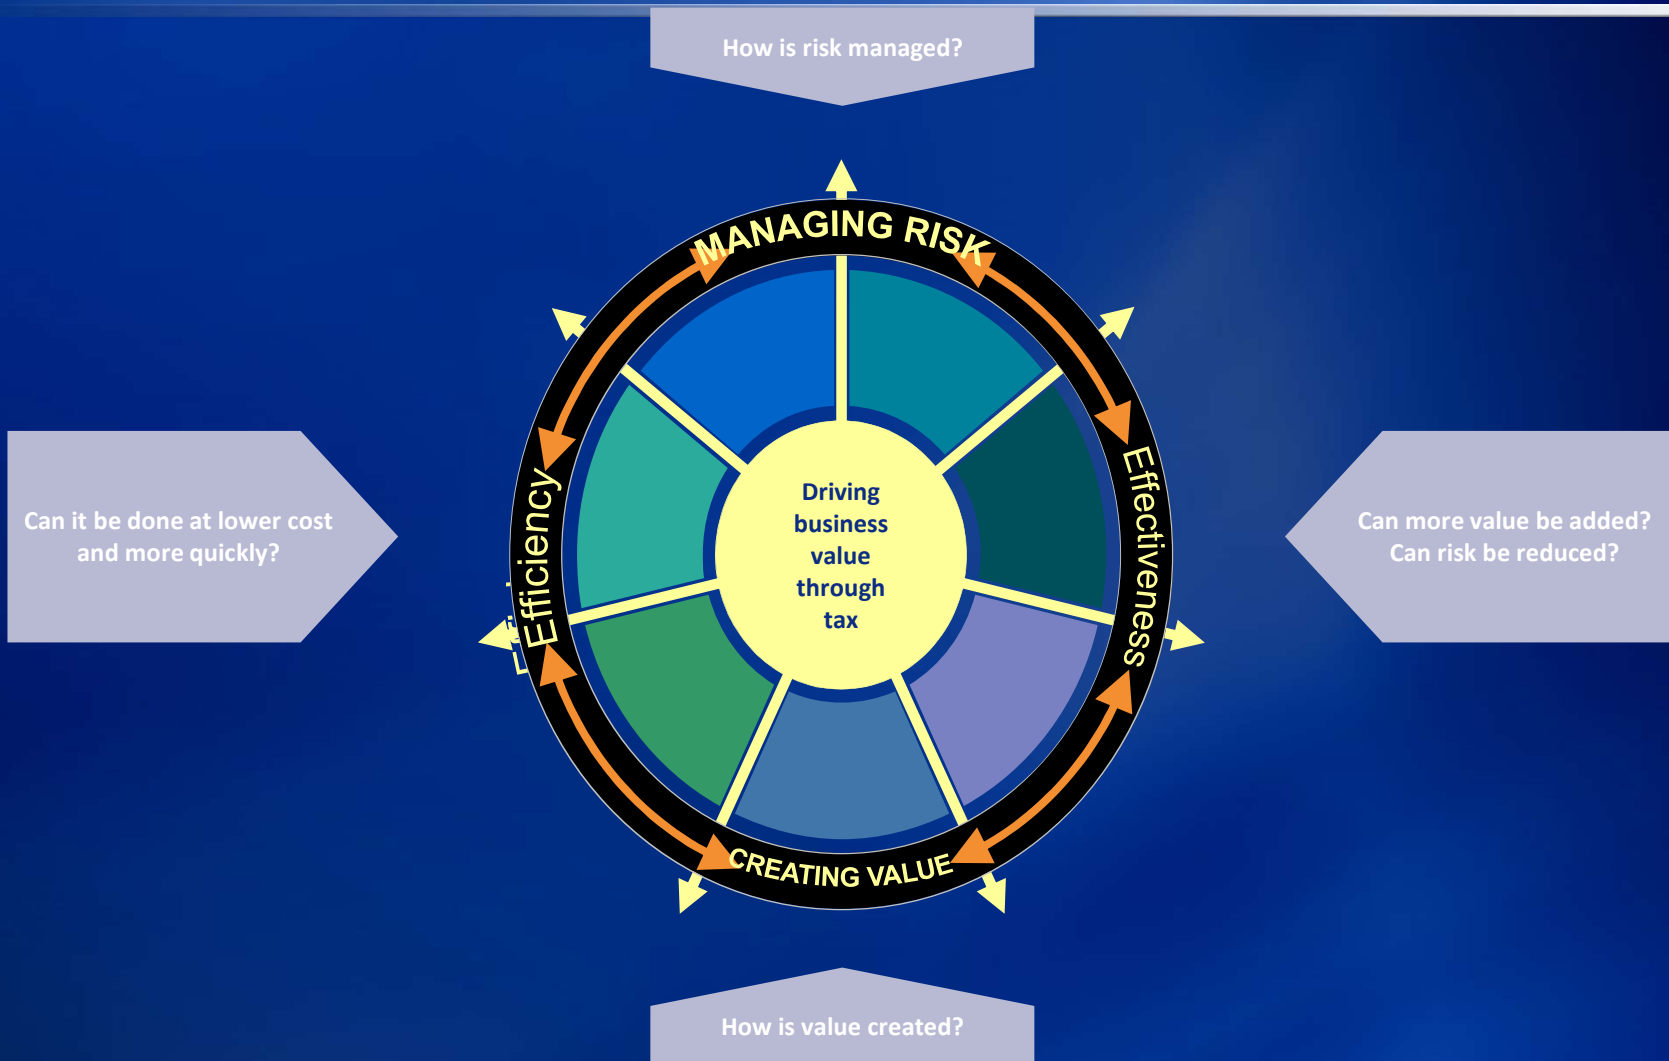 How is risk managed?
MANAGING RISK
Efficiency
Effectiveness
Can it be done at lower cost
and more quickly?
Driving
business
value
through
tax
Can more value be added?
Can risk be reduced?
CREATING VALUE
How is value created?